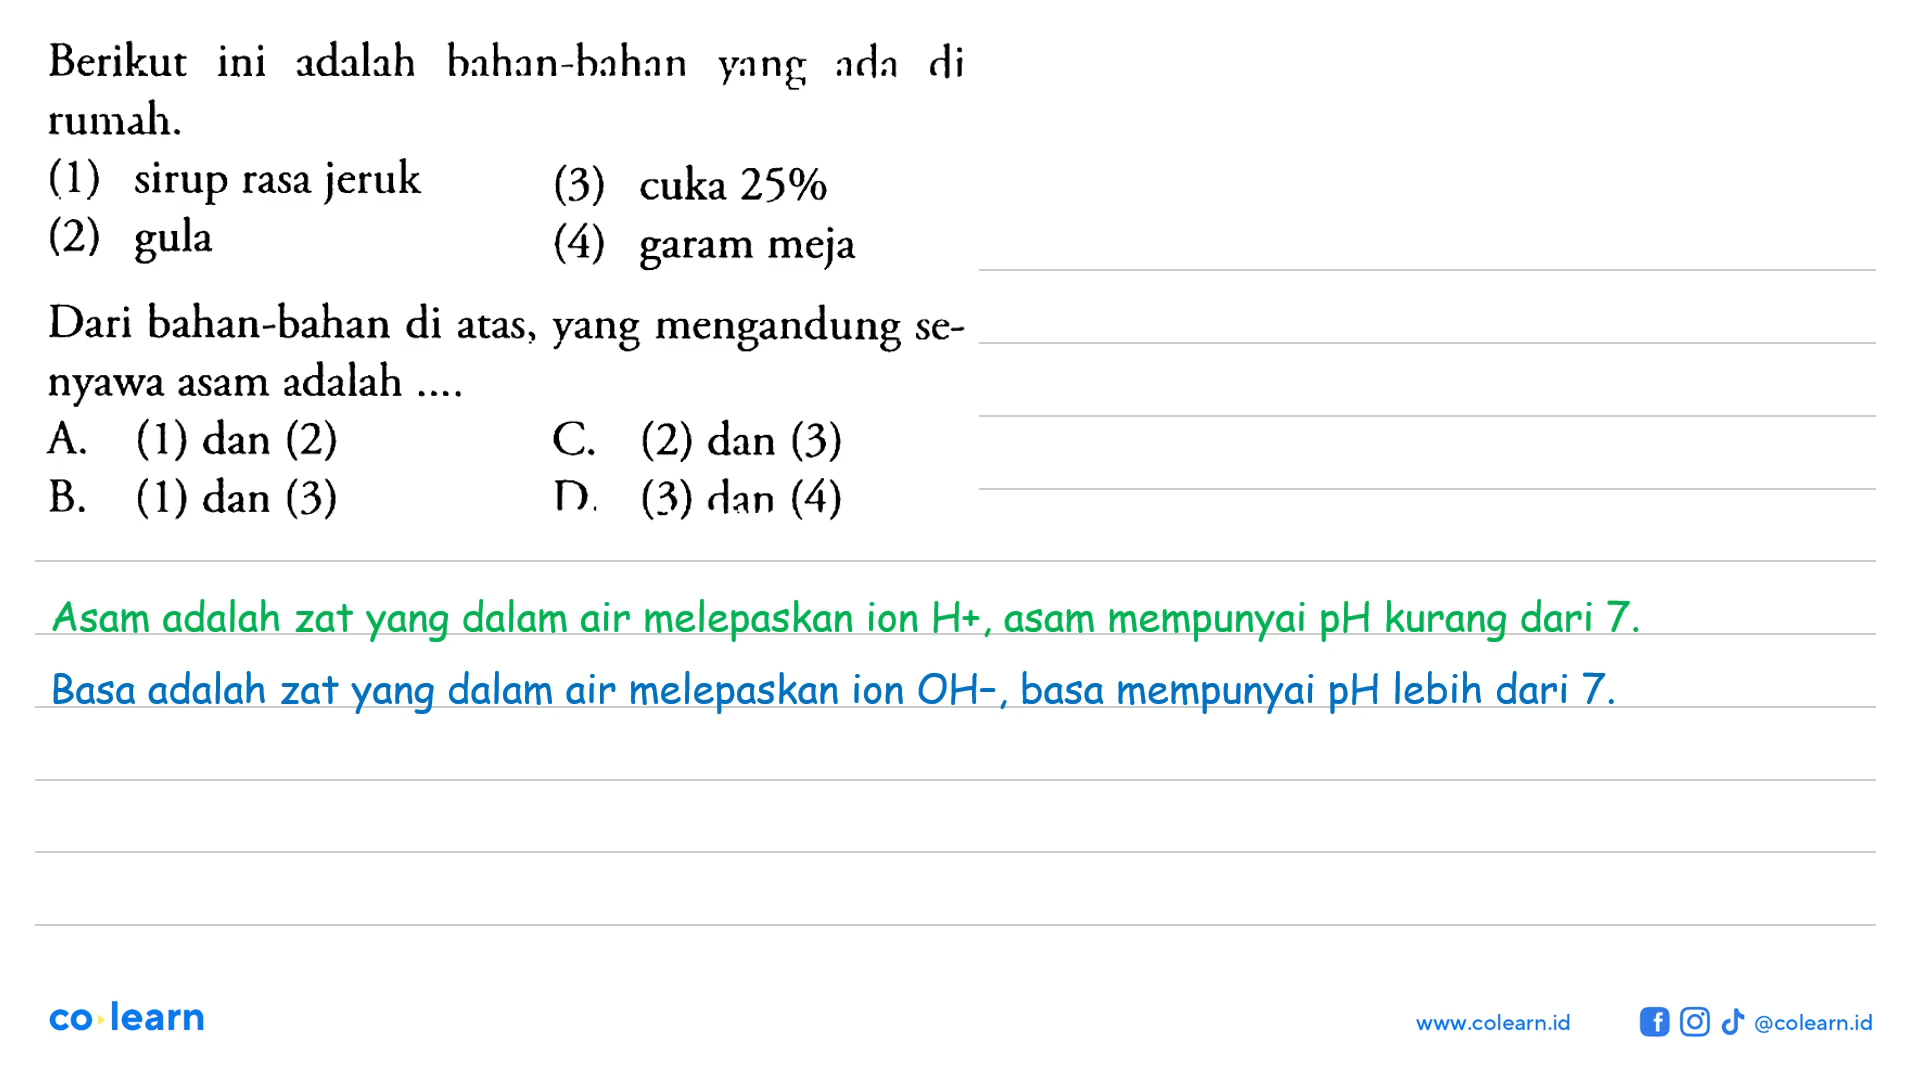 Berikut ini adalah bahan-bahan yang ada di
rumah.
(1) sirup rasa jeruk (3) cuka 25%
(2) gula (4) garam meja
Dari bahan-bahan di atas, yang mengandung se-
nyawa asam adalah ....
A. (1) dan (2) C. (2) dan (3)
B. (1) dan (3) D. (3) dan (4)
Asam adalah zat yang dalam air melepaskan ion H+, asam mempunyai pH kurang dari 7.
Basa adalah zat yang dalam air melepaskan ion OH-, basa mempunyai pH lebih dari 7.
co learn www.colearn.id @colearn.id